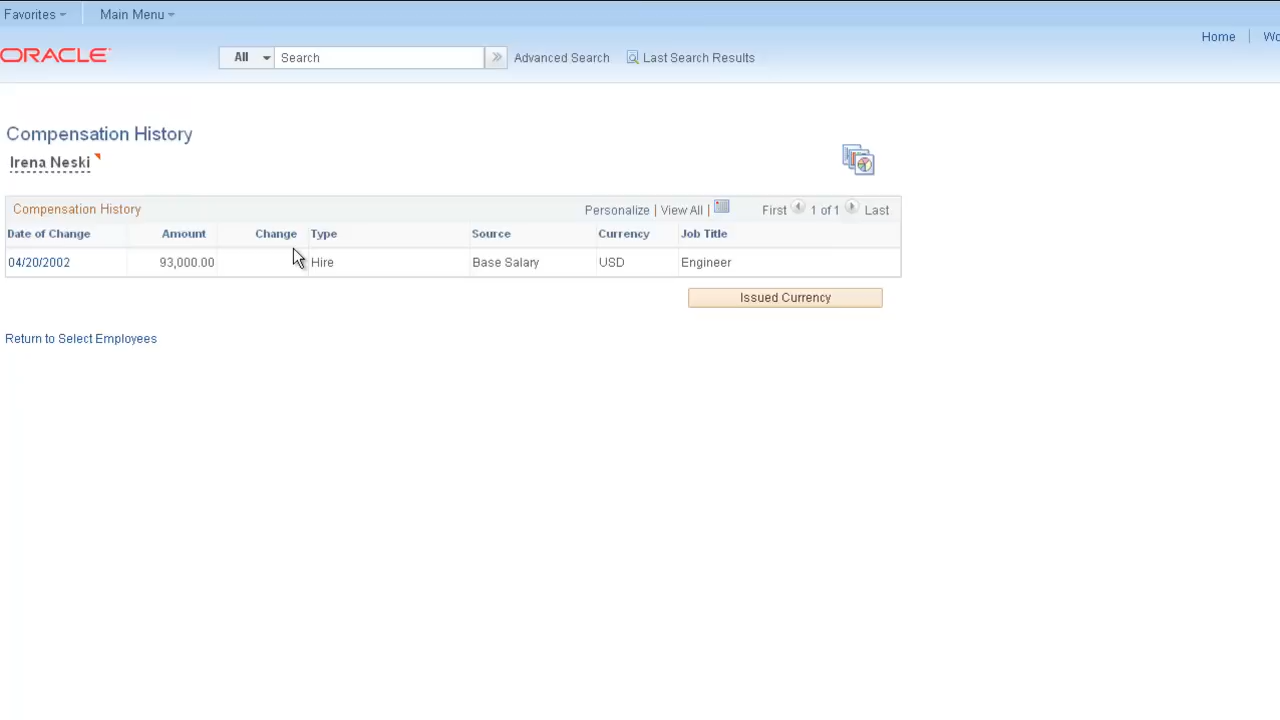 Favorites Main Menu
Home Wo
ORACLE All Search Advanced Search Last Search Results
Compensation History
Irena Neski
Compensation History Personalize | View All | First 1 of 1 Last
Date of Change Amount Change Type Source Currency Job Title
04/20/2002 93,000.00 Hire Base Salary USD Engineer
Issued Currency
Return to Select Employees